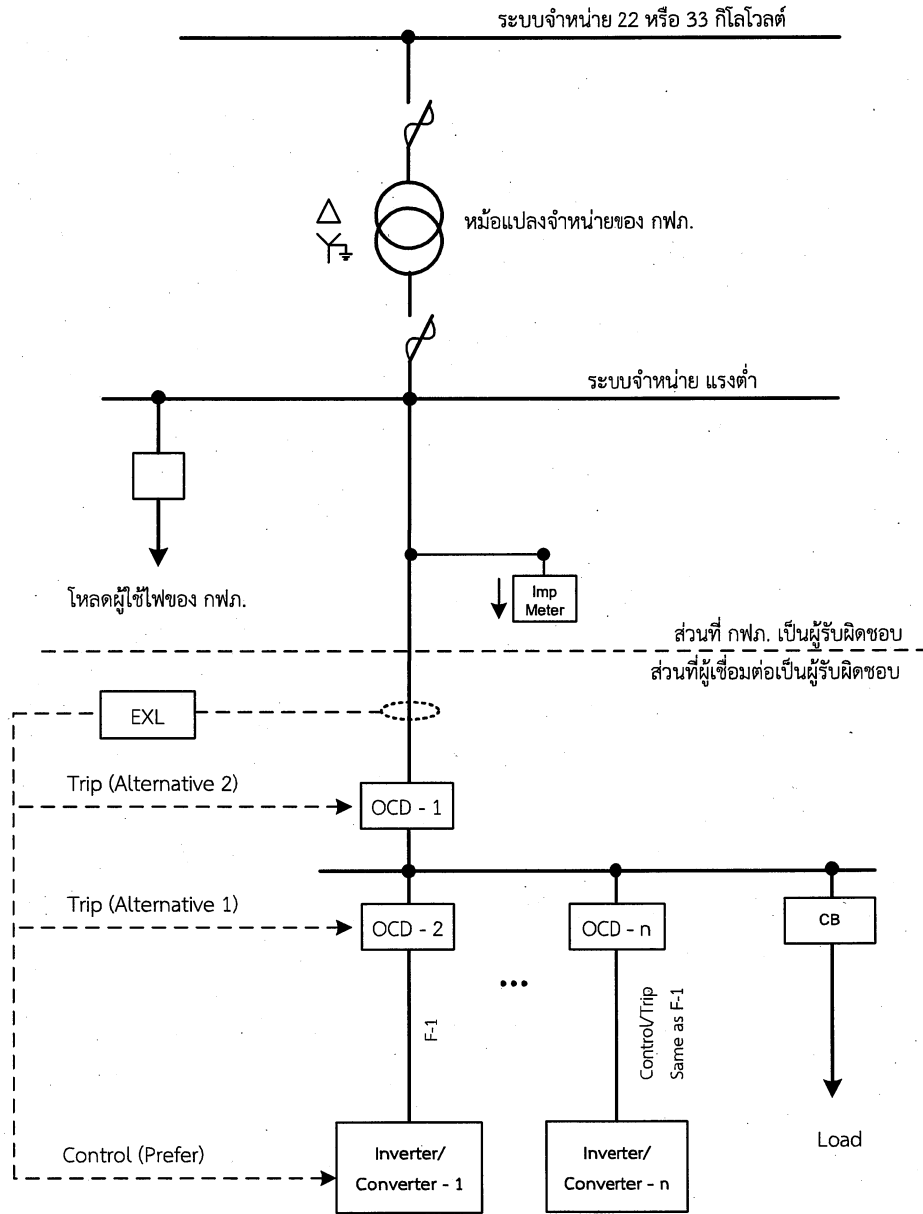 ระบบจำหน่าย 22 หรือ 33 กิโลโวลต์
หม้อแปลงจำหน่ายของ กฟภ.
ระบบจำหน่าย แรงต่ำ
Imp
Meter
โหลดผู้ใช้ไฟของ กฟภ.
ส่วนที่ กฟภ. เป็นผู้รับผิดชอบ
ส่วนที่ผู้เชื่อมต่อเป็นผู้รับผิดชอบ
EXL
Trip (Alternative 2)
OCD - 1
Trip (Alternative 1)
OCD - 2
OCD - n
CB
...
F-1
Control/Trip
Same as F-1
Load
Control (Prefer)
Inverter/
Converter - 1
Inverter/
Converter - n